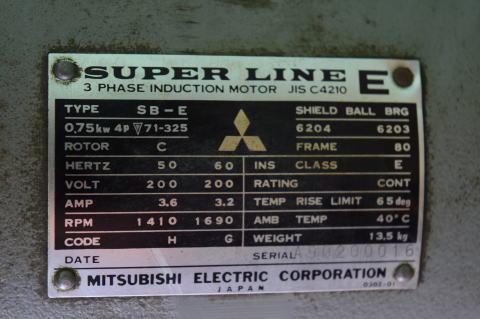 SUPER LINE E
3 PHASE INDUCTION MOTOR JIS C4210
TYPE SB-E SHIELD BALL BRG
0,75kw 4P 71-325 6204 6203
ROTOR C FRAME 80
HERTZ 50 60 INS CLASS E
VOLT 200 200 RATING CONT
AMP 3.6 3.2 TEMP RISE LIMIT 65deg
RPM 1410 1690 AMB TEMP 40°C
CODE H G WEIGHT 13,5kg
DATE SERIAL
MITSUBISHI ELECTRIC CORPORATION
JAPAN 0302-01